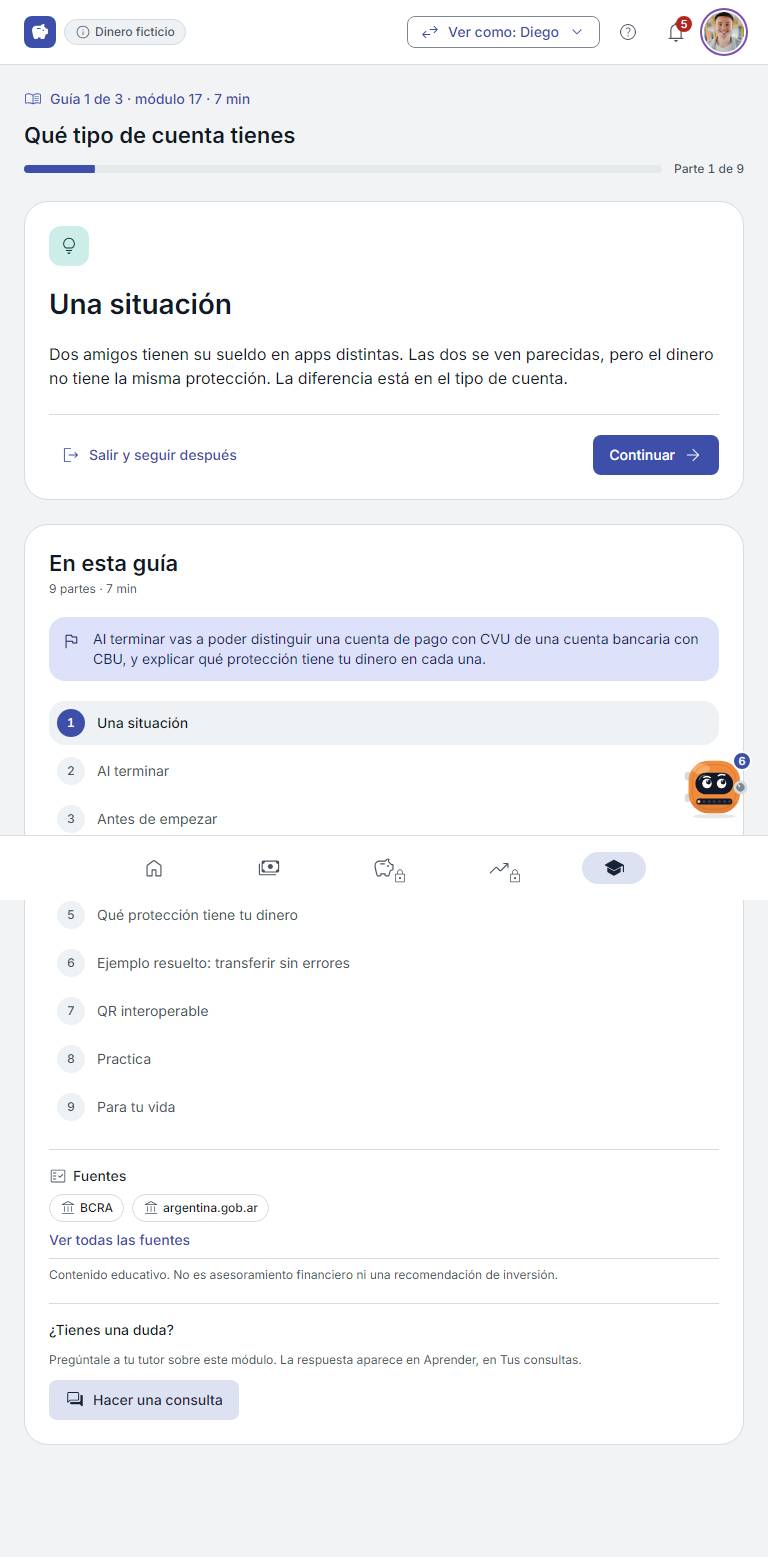 Dinero ficticio
Ver como: Diego
5
Guía 1 de 3 · módulo 17 · 7 min
Qué tipo de cuenta tienes
Parte 1 de 9
Una situación
Dos amigos tienen su sueldo en apps distintas. Las dos se ven parecidas, pero el dinero
no tiene la misma protección. La diferencia está en el tipo de cuenta.
Salir y seguir después
Continuar
En esta guía
9 partes · 7 min
Al terminar vas a poder distinguir una cuenta de pago con CVU de una cuenta bancaria con
CBU, y explicar qué protección tiene tu dinero en cada una.
1 Una situación
2 Al terminar
6
3 Antes de empezar
5 Qué protección tiene tu dinero
6 Ejemplo resuelto: transferir sin errores
7 QR interoperable
8 Practica
9 Para tu vida
Fuentes
BCRA
argentina.gob.ar
Ver todas las fuentes
Contenido educativo. No es asesoramiento financiero ni una recomendación de inversión.
¿Tienes una duda?
Pregúntale a tu tutor sobre este módulo. La respuesta aparece en Aprender, en Tus consultas.
Hacer una consulta